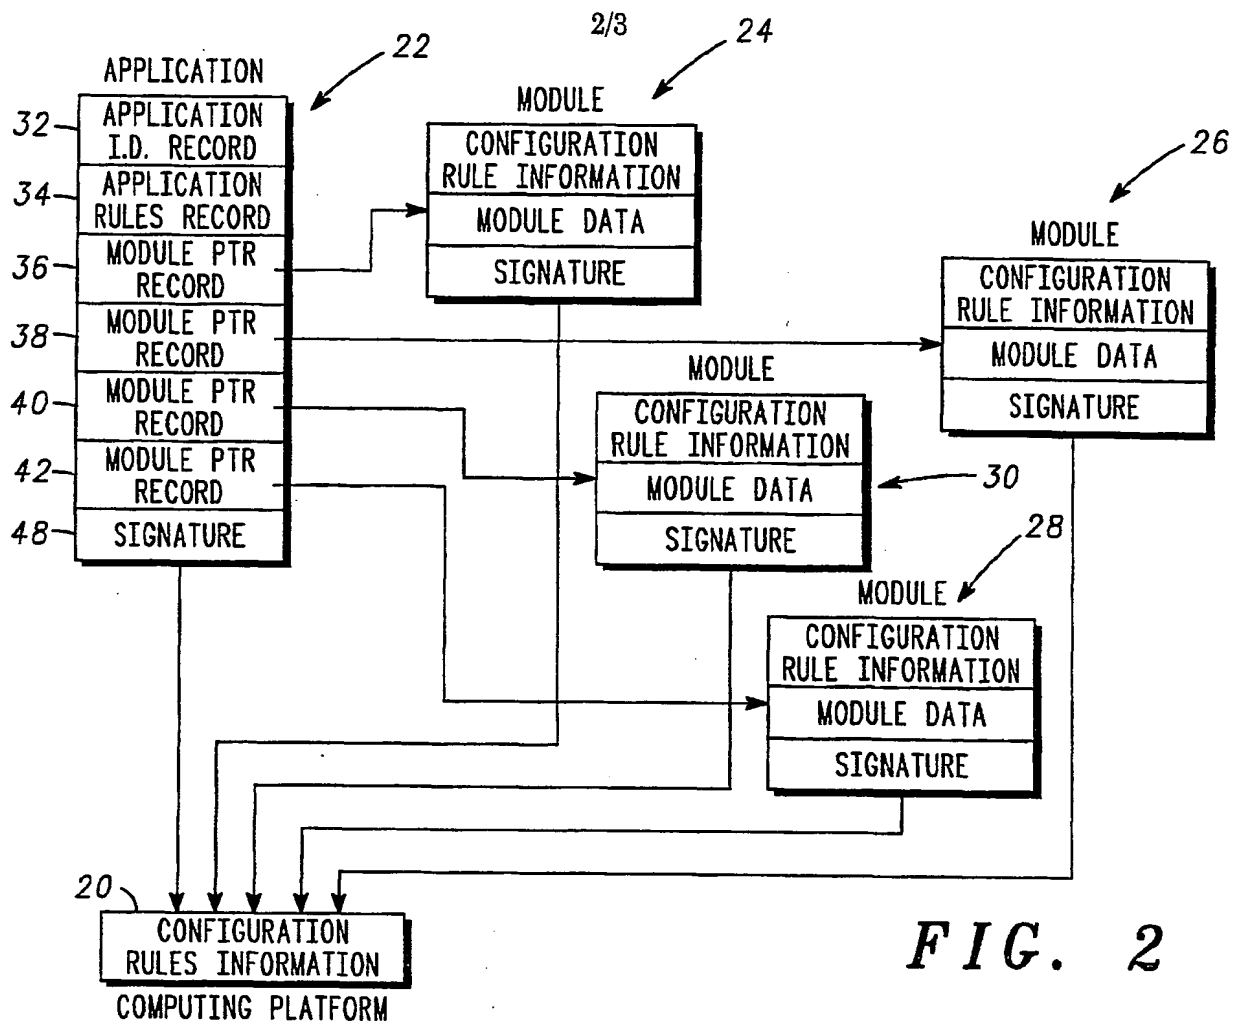 2/3
22
24
APPLICATION
MODULE
32
APPLICATION
I.D. RECORD
34
APPLICATION
RULES RECORD
36
MODULE PTR
RECORD
38
MODULE PTR
RECORD
40
MODULE PTR
RECORD
42
MODULE PTR
RECORD
48
SIGNATURE
CONFIGURATION
RULE INFORMATION
MODULE DATA
SIGNATURE
26
MODULE
CONFIGURATION
RULE INFORMATION
MODULE DATA
SIGNATURE
MODULE
CONFIGURATION
RULE INFORMATION
MODULE DATA
SIGNATURE
30
28
MODULE
CONFIGURATION
RULE INFORMATION
MODULE DATA
SIGNATURE
20
CONFIGURATION
RULES INFORMATION
COMPUTING PLATFORM
FIG. 2